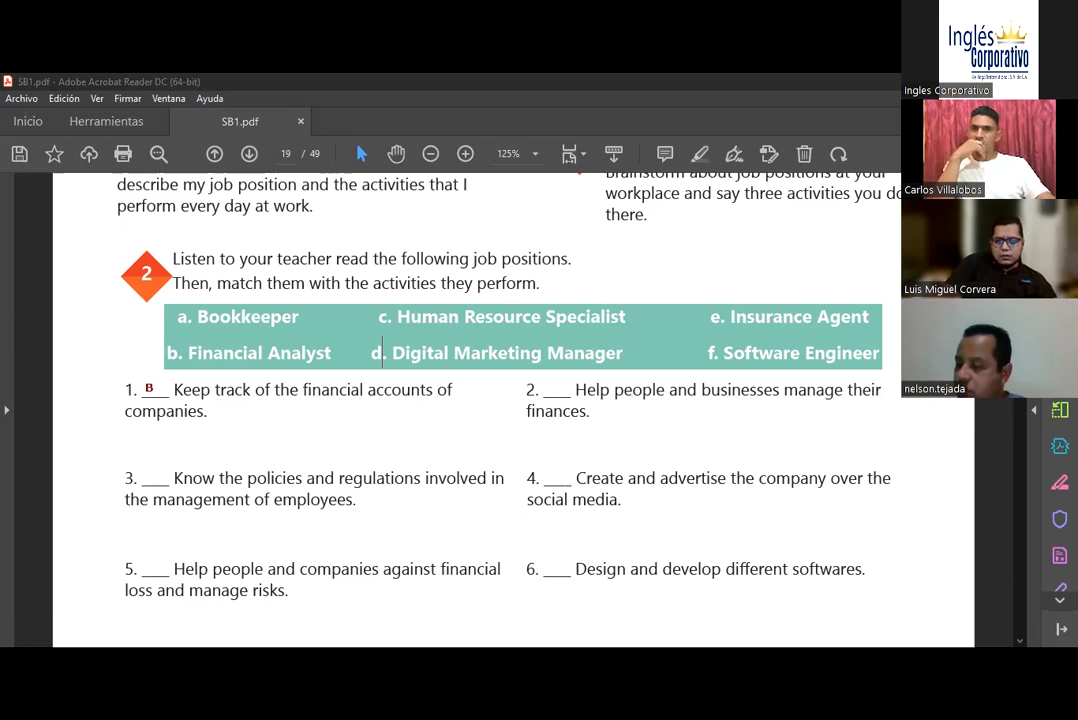 Inglés
Corporativo
Ingles Corporativo
SB1.pdf - Adobe Acrobat Reader DC (64-bit)
Archivo Edición Ver Firmar Ventana Ayuda
Inicio Herramientas SB1.pdf ×
19 / 49 125%
describe my job position and the activities that I
perform every day at work.
brainstorm about job positions at your
workplace and say three activities you do
there.
Carlos Villalobos
Luis Miguel Corvera
nelson.tejada
2
Listen to your teacher read the following job positions.
Then, match them with the activities they perform.
a. Bookkeeper c. Human Resource Specialist e. Insurance Agent
b. Financial Analyst d. Digital Marketing Manager f. Software Engineer
1. _B_ Keep track of the financial accounts of
companies.
2. ___ Help people and businesses manage their
finances.
3. ___ Know the policies and regulations involved in
the management of employees.
4. ___ Create and advertise the company over the
social media.
5. ___ Help people and companies against financial
loss and manage risks.
6. ___ Design and develop different softwares.